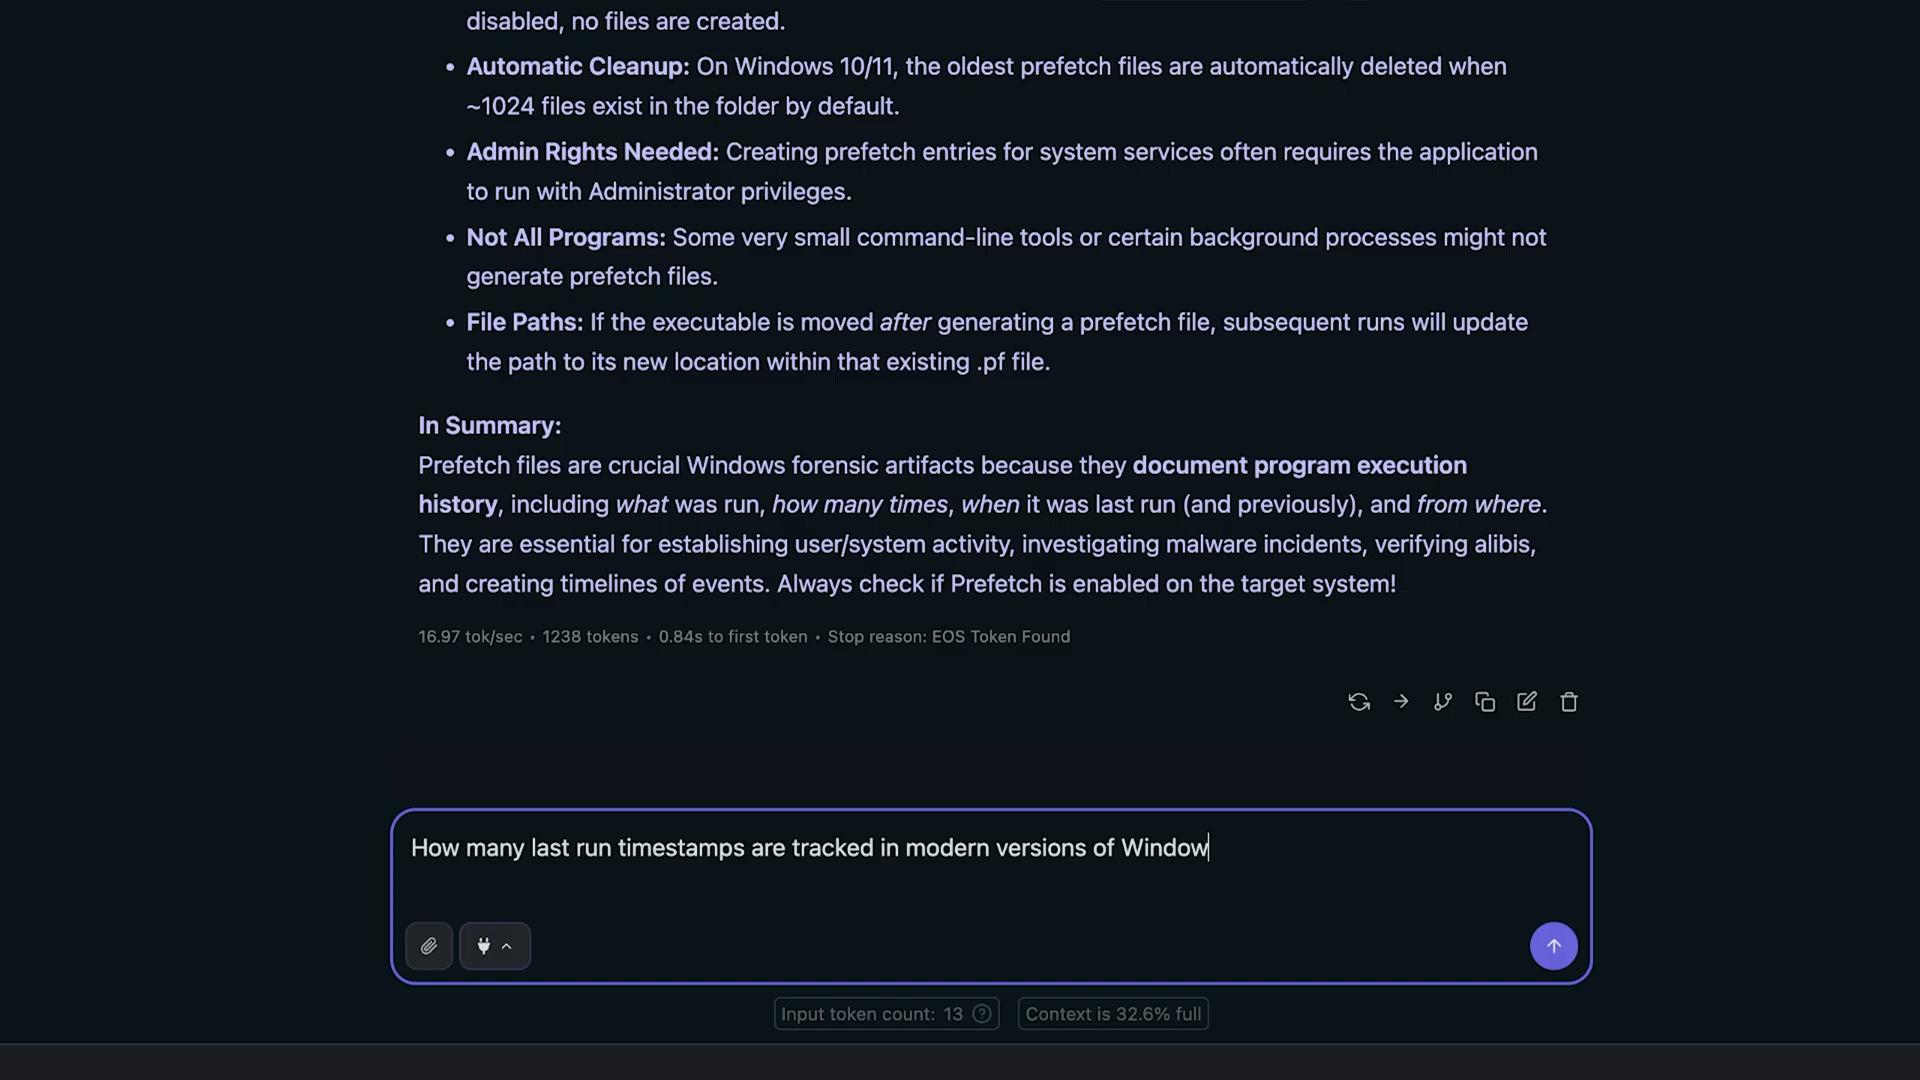 disabled, no files are created.
• Automatic Cleanup: On Windows 10/11, the oldest prefetch files are automatically deleted when
~1024 files exist in the folder by default.
• Admin Rights Needed: Creating prefetch entries for system services often requires the application
to run with Administrator privileges.
• Not All Programs: Some very small command-line tools or certain background processes might not
generate prefetch files.
• File Paths: If the executable is moved after generating a prefetch file, subsequent runs will update
the path to its new location within that existing .pf file.
In Summary:
Prefetch files are crucial Windows forensic artifacts because they document program execution
history, including what was run, how many times, when it was last run (and previously), and from where.
They are essential for establishing user/system activity, investigating malware incidents, verifying alibis,
and creating timelines of events. Always check if Prefetch is enabled on the target system!
16.97 tok/sec • 1238 tokens • 0.84s to first token • Stop reason: EOS Token Found
How many last run timestamps are tracked in modern versions of Window
Input token count: 13 ?
Context is 32.6% full